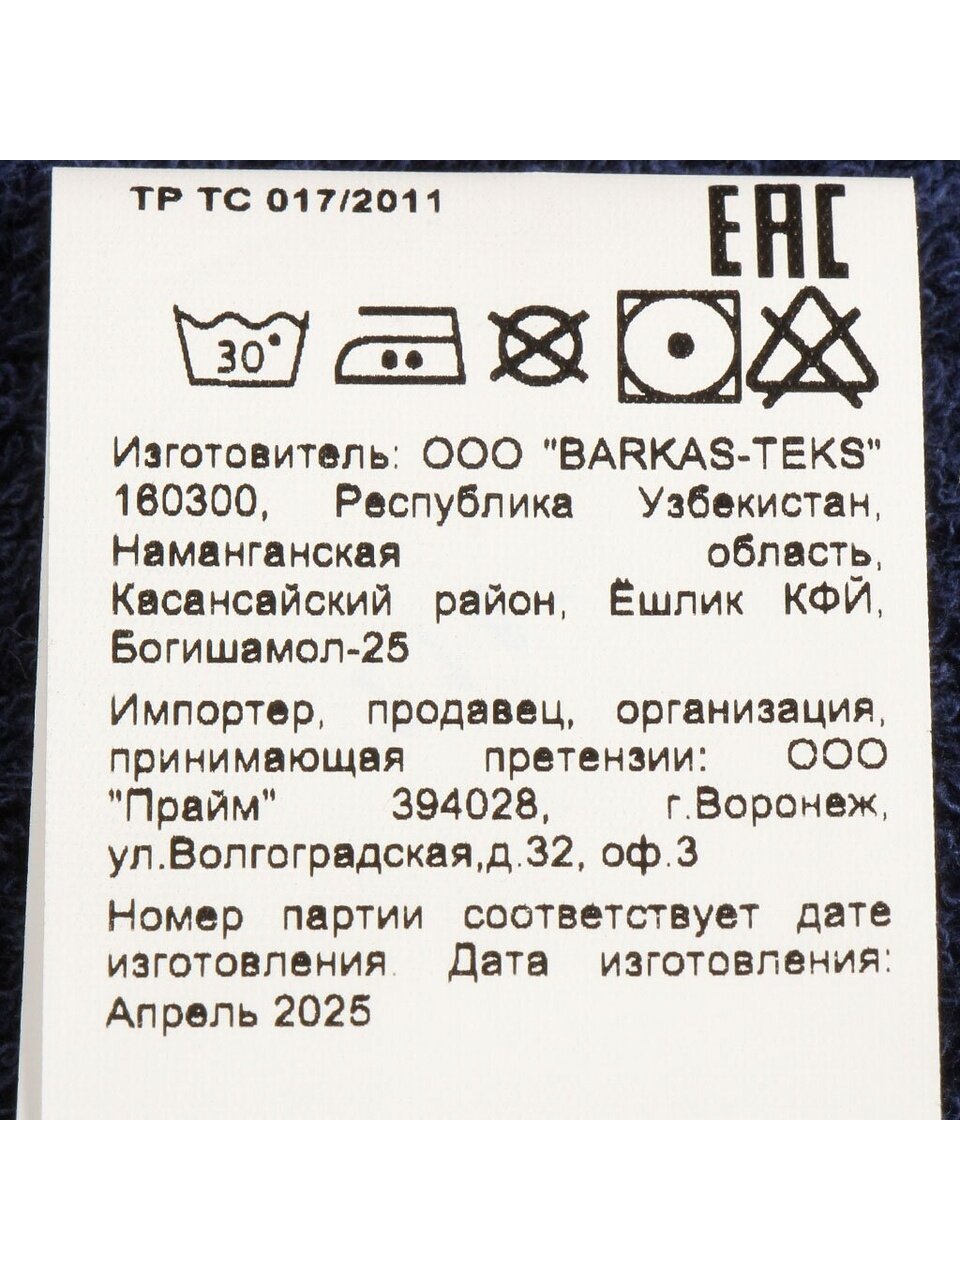 ТР ТС 017/2011
ЕАС
30°
Изготовитель: ООО "BARKAS-TEKS"
160300, Республика Узбекистан,
Наманганская область,
Касансайский район, Ёшлик КФЙ,
Богишамол-25
Импортер, продавец, организация,
принимающая претензии: ООО
"Прайм" 394028, г.Воронеж,
ул.Волгоградская,д.32, оф.3
Номер партии соответствует дате
изготовления. Дата изготовления:
Апрель 2025